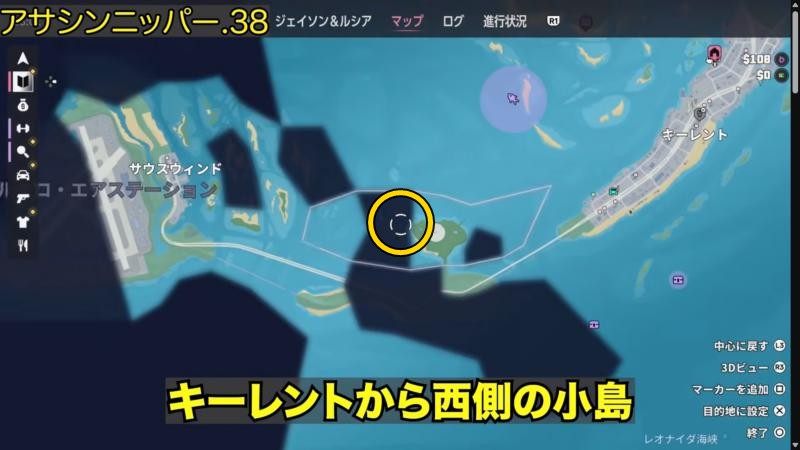 アサシンニッパー.38
ジェイソン&ルシア マップ ログ 進行状況 R1
$108
$0
キーレント
サウスウィンド
コ・エアステーション
キーレントから西側の小島
中心に戻す L3
3Dビュー R3
マーカーを追加
目的地に設定
終了
レオナイダ海峡